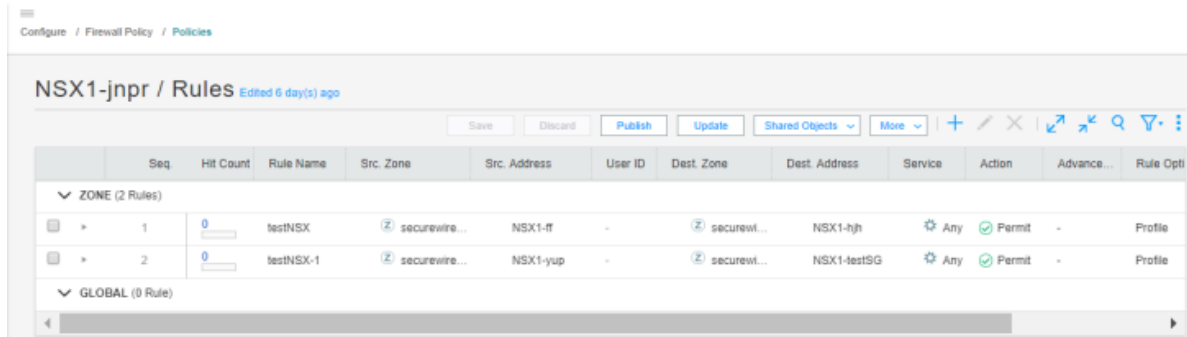 Configure / Firewall Policy / Policies
NSX1-jnpr / Rules Edited 6 day(s) ago
Save Discard Publish Update Shared Objects More
Seq. Hit Count Rule Name Src. Zone Src. Address User ID Dest. Zone Dest. Address Service Action Advance... Rule Opti
ZONE (2 Rules)
1 0 testNSX Z securewire... NSX1-ff - Z securewi... NSX1-hjh Any Permit - Profile
2 0 testNSX-1 Z securewire... NSX1-yup - Z securewi... NSX1-testSG Any Permit - Profile
GLOBAL (0 Rule)